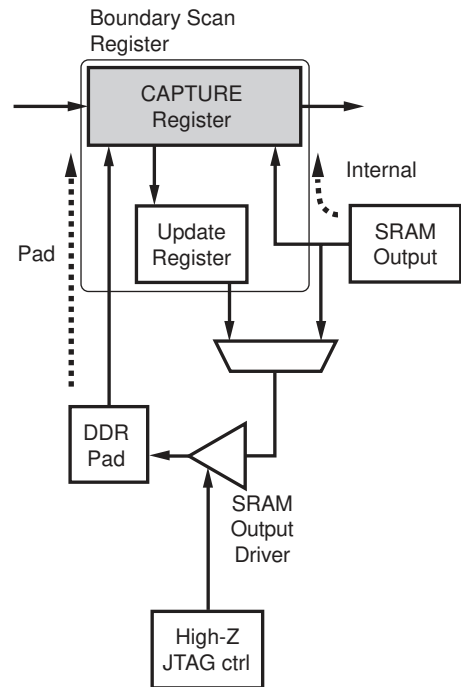 Boundary Scan
Register
CAPTURE
Register
Internal
Pad
Update
Register
SRAM
Output
DDR
Pad
SRAM
Output
Driver
High-Z
JTAG ctrl